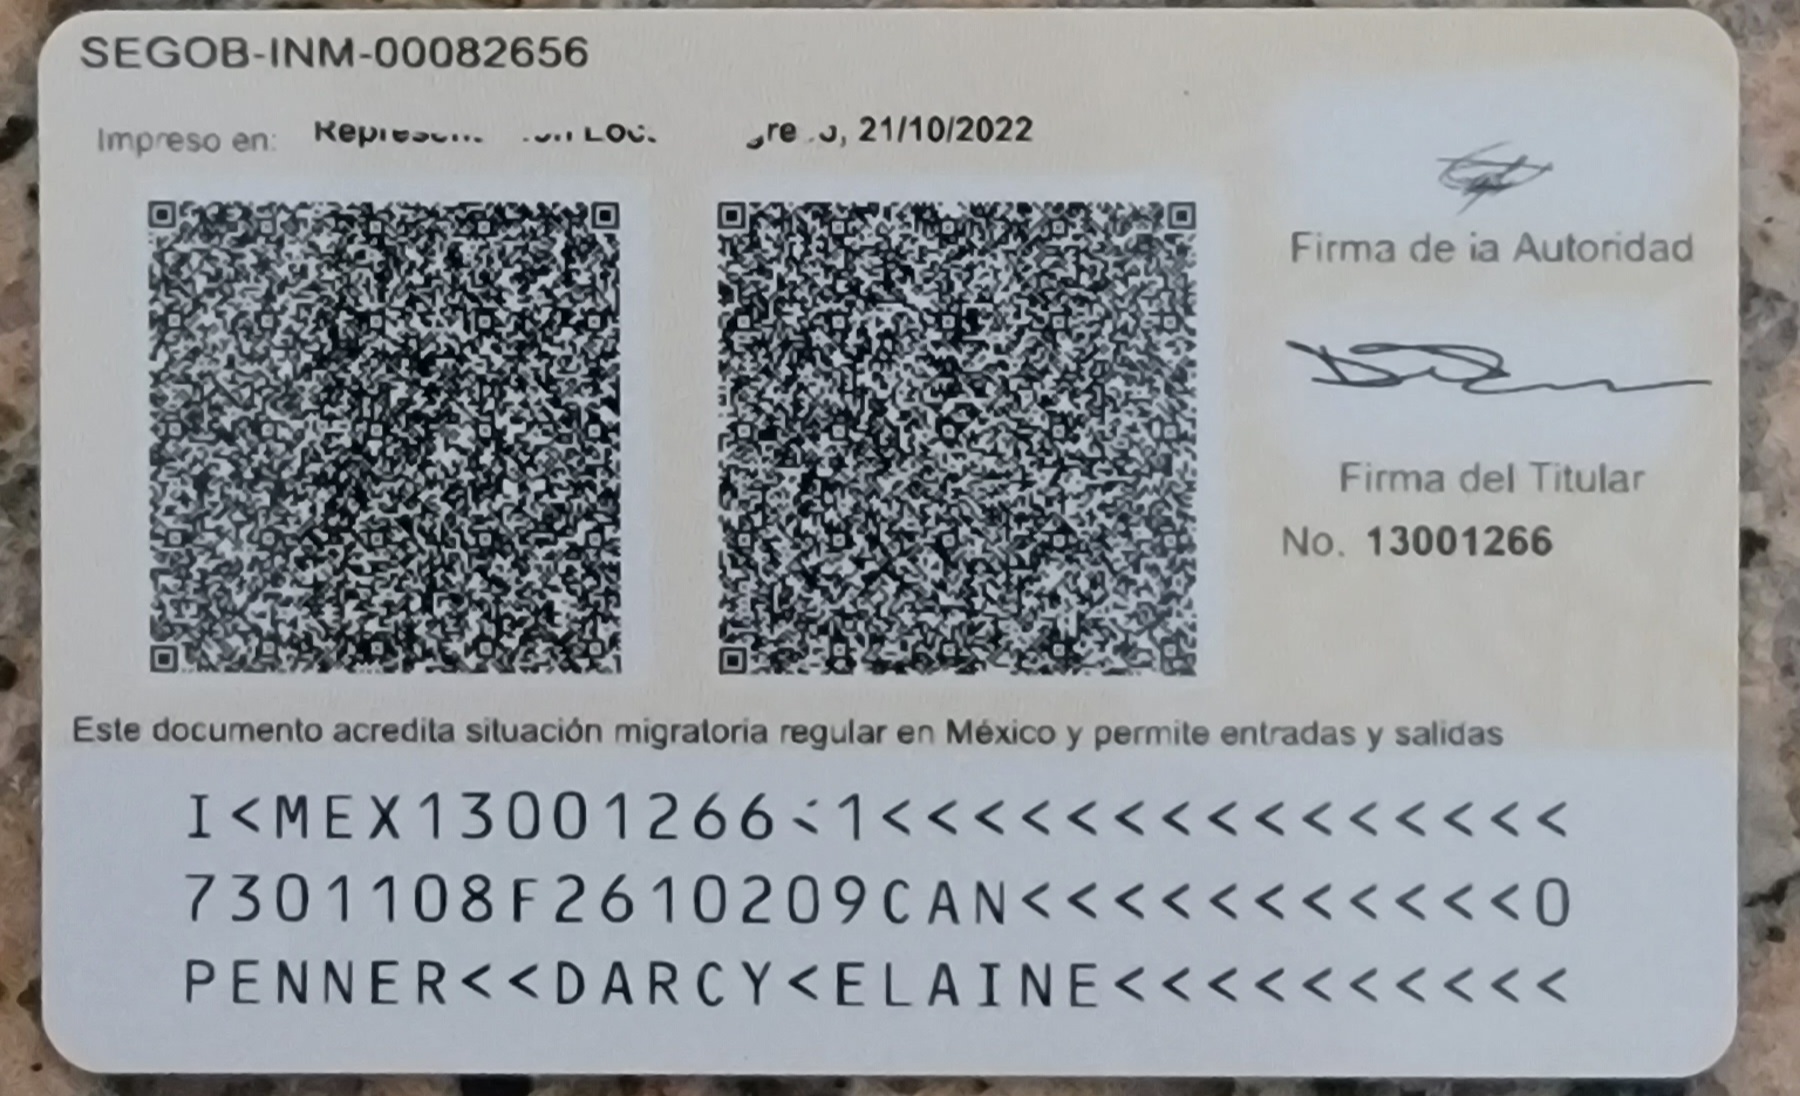 SEGOB-INM-00082656
Impreso en: 21/10/2022
Firma de la Autoridad
Firma del Titular
No. 13001266
Este documento acredita situación migratoria regular en México y permite entradas y salidas
I<MEX13001266<1<<<<<<<<<<<<<<<
7301108F2610209CAN<<<<<<<<<<<0
PENNER<<DARCY<ELAINE<<<<<<<<<<